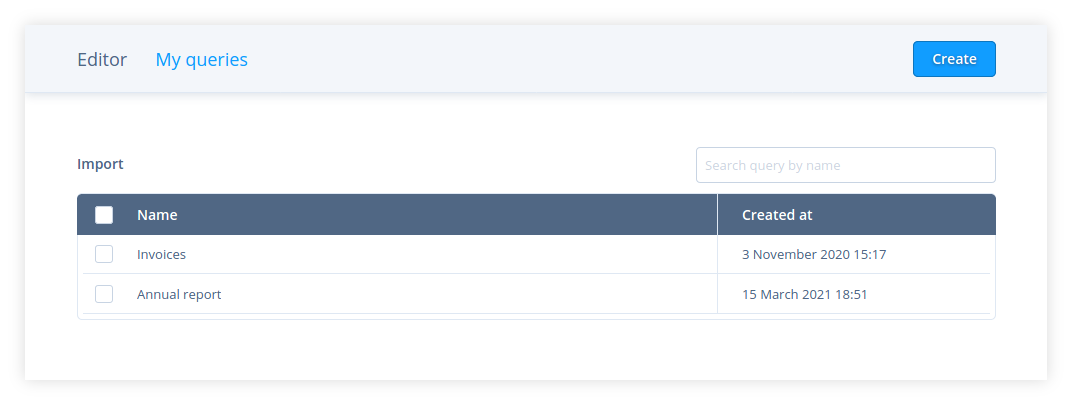 Editor My queries Create
Import Search query by name
Name Created at
Invoices 3 November 2020 15:17
Annual report 15 March 2021 18:51